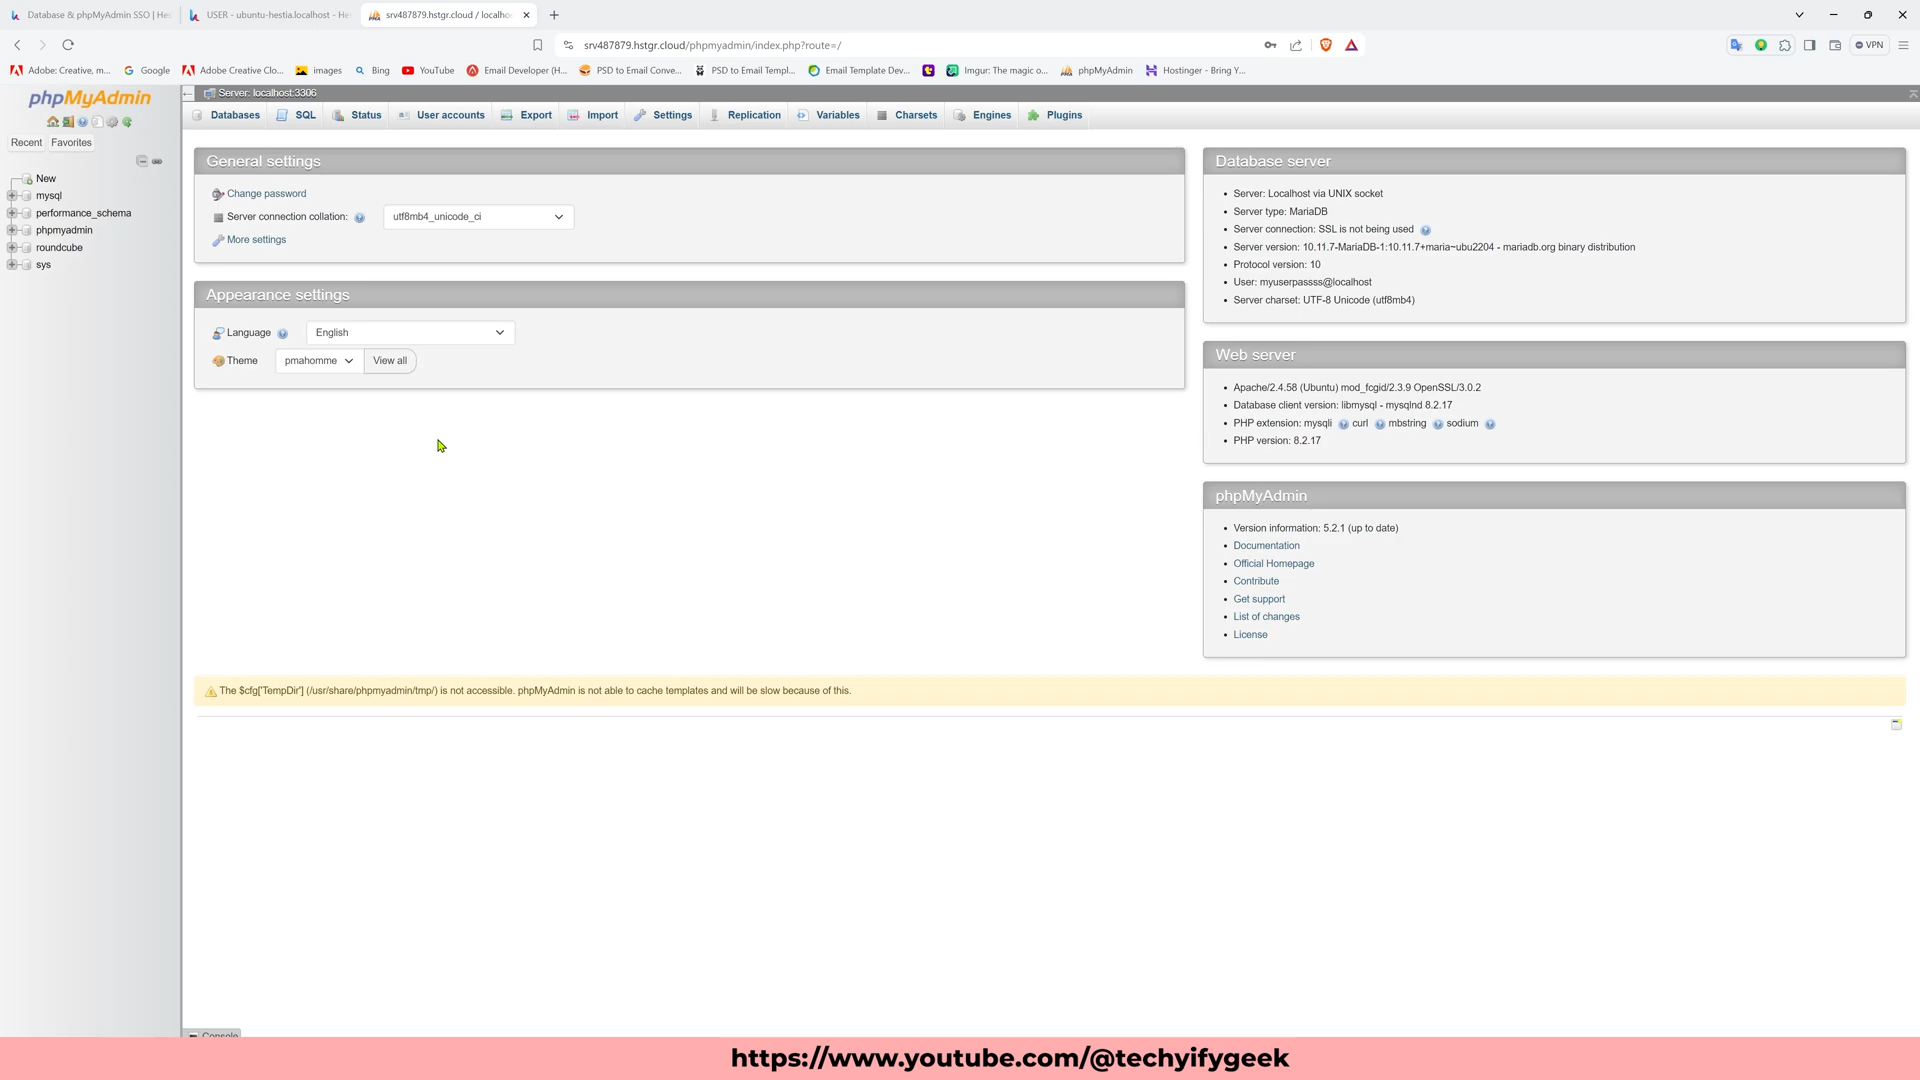 Database & phpMyAdmin SSO | Hes
USER - ubuntu-hestia.localhost - He
srv487879.hstgr.cloud / localhos
srv487879.hstgr.cloud/phpmyadmin/index.php?route=/
VPN
Adobe: Creative, m...
Google
Adobe Creative Clo...
images
Bing
YouTube
Email Developer (H...
PSD to Email Conve...
PSD to Email Templ...
Email Template Dev...
Imgur: The magic o...
phpMyAdmin
Hostinger - Bring Y...
phpMyAdmin
Recent
Favorites
New
mysql
performance_schema
phpmyadmin
roundcube
sys
Server: localhost:3306
Databases
SQL
Status
User accounts
Export
Import
Settings
Replication
Variables
Charsets
Engines
Plugins
General settings
Change password
Server connection collation:
utf8mb4_unicode_ci
More settings
Appearance settings
Language
English
Theme
pmahomme
View all
Database server
• Server: Localhost via UNIX socket
• Server type: MariaDB
• Server connection: SSL is not being used
• Server version: 10.11.7-MariaDB-1:10.11.7+maria~ubu2204 - mariadb.org binary distribution
• Protocol version: 10
• User: myuserpassss@localhost
• Server charset: UTF-8 Unicode (utf8mb4)
Web server
• Apache/2.4.58 (Ubuntu) mod_fcgid/2.3.9 OpenSSL/3.0.2
• Database client version: libmysql - mysqlnd 8.2.17
• PHP extension: mysqli curl mbstring sodium
• PHP version: 8.2.17
phpMyAdmin
• Version information: 5.2.1 (up to date)
• Documentation
• Official Homepage
• Contribute
• Get support
• List of changes
• License
The $cfg['TempDir'] (/usr/share/phpmyadmin/tmp/) is not accessible. phpMyAdmin is not able to cache templates and will be slow because of this.
Console
https://www.youtube.com/@techyifygeek